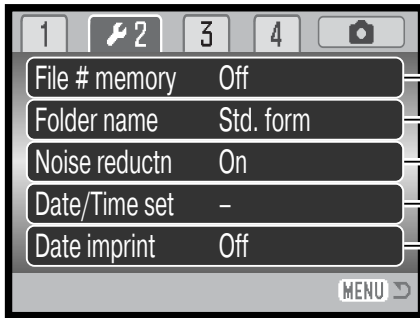 1 2 3 4
File # memory Off
Folder name Std. form
Noise reductn On
Date/Time set –
Date imprint Off
MENU